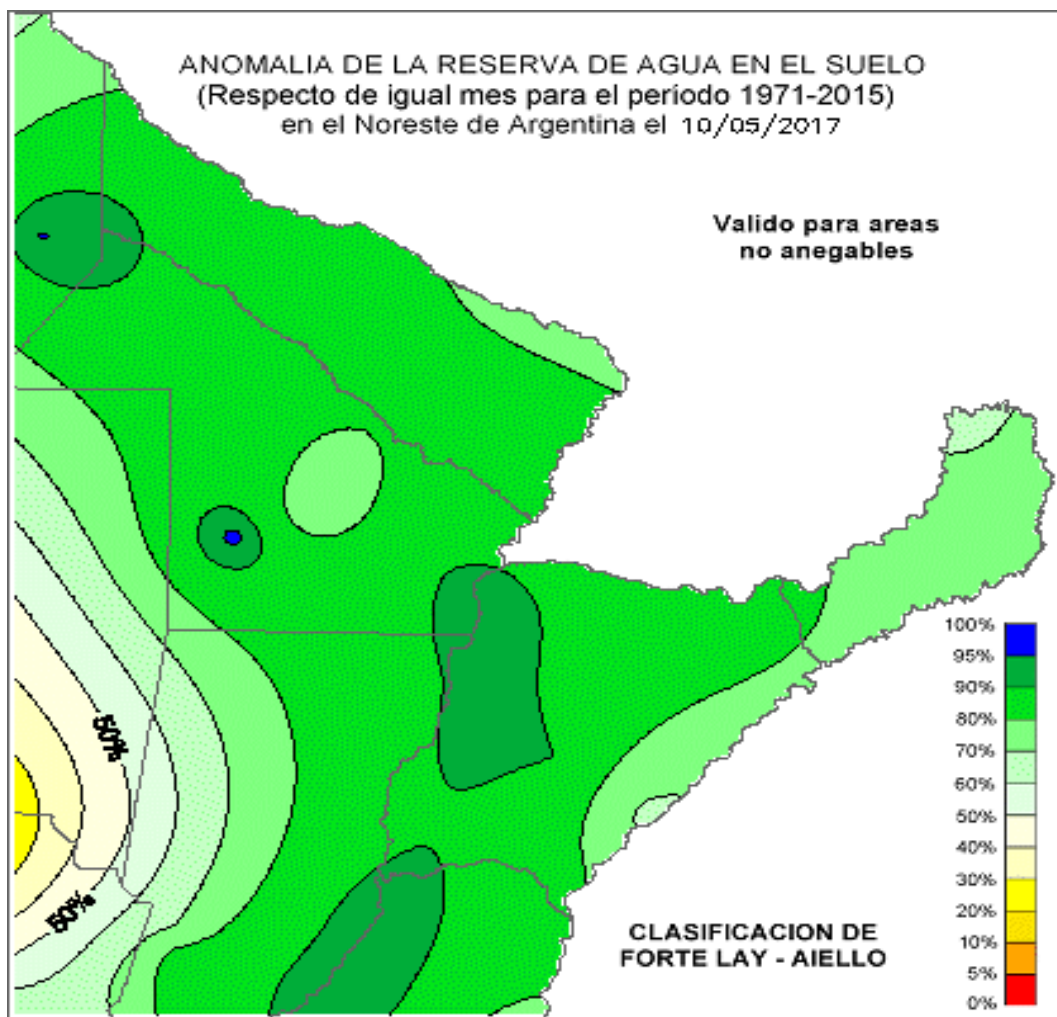 ANOMALIA DE LA RESERVA DE AGUA EN EL SUELO
(Respecto de igual mes para el periodo 1971-2015)
en el Noreste de Argentina el 10/05/2017
Valido para areas
no anegables
50%
50%
100%
95%
90%
80%
70%
60%
50%
40%
30%
20%
10%
5%
0%
CLASIFICACION DE
FORTE LAY - AIELLO